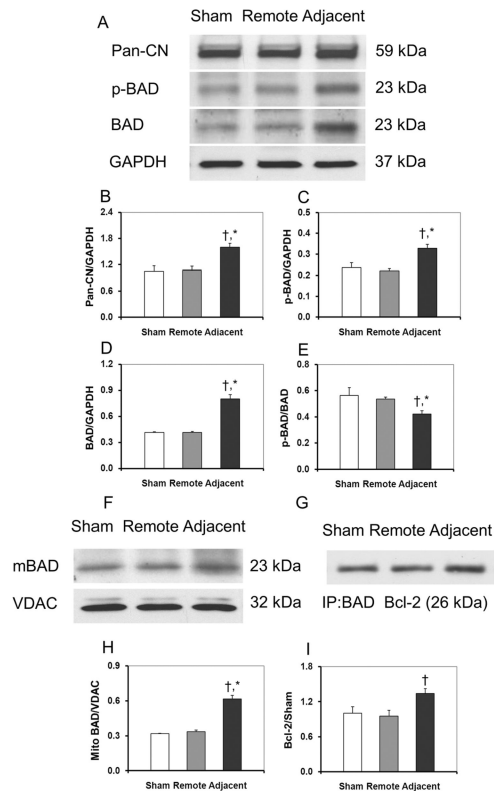 A
Sham Remote Adjacent
Pan-CN 59 kDa
p-BAD 23 kDa
BAD 23 kDa
GAPDH 37 kDa
B
Pan-CN/GAPDH
1.8
1.2
0.6
0.0
†,*
Sham Remote Adjacent
C
p-BAD/GAPDH
0.5
0.4
0.3
0.2
0.1
0.0
†,*
Sham Remote Adjacent
D
BAD/GAPDH
1.2
0.9
0.6
0.3
0.0
†,*
Sham Remote Adjacent
E
p-BAD/BAD
0.8
0.6
0.4
0.2
0.0
†,*
Sham Remote Adjacent
F
Sham Remote Adjacent
mBAD 23 kDa
VDAC 32 kDa
G
Sham Remote Adjacent
IP:BAD Bcl-2 (26 kDa)
H
Mito BAD/VDAC
0.9
0.6
0.3
0.0
†,*
Sham Remote Adjacent
I
Bcl-2/Sham
1.8
1.2
0.6
0.0
†
Sham Remote Adjacent